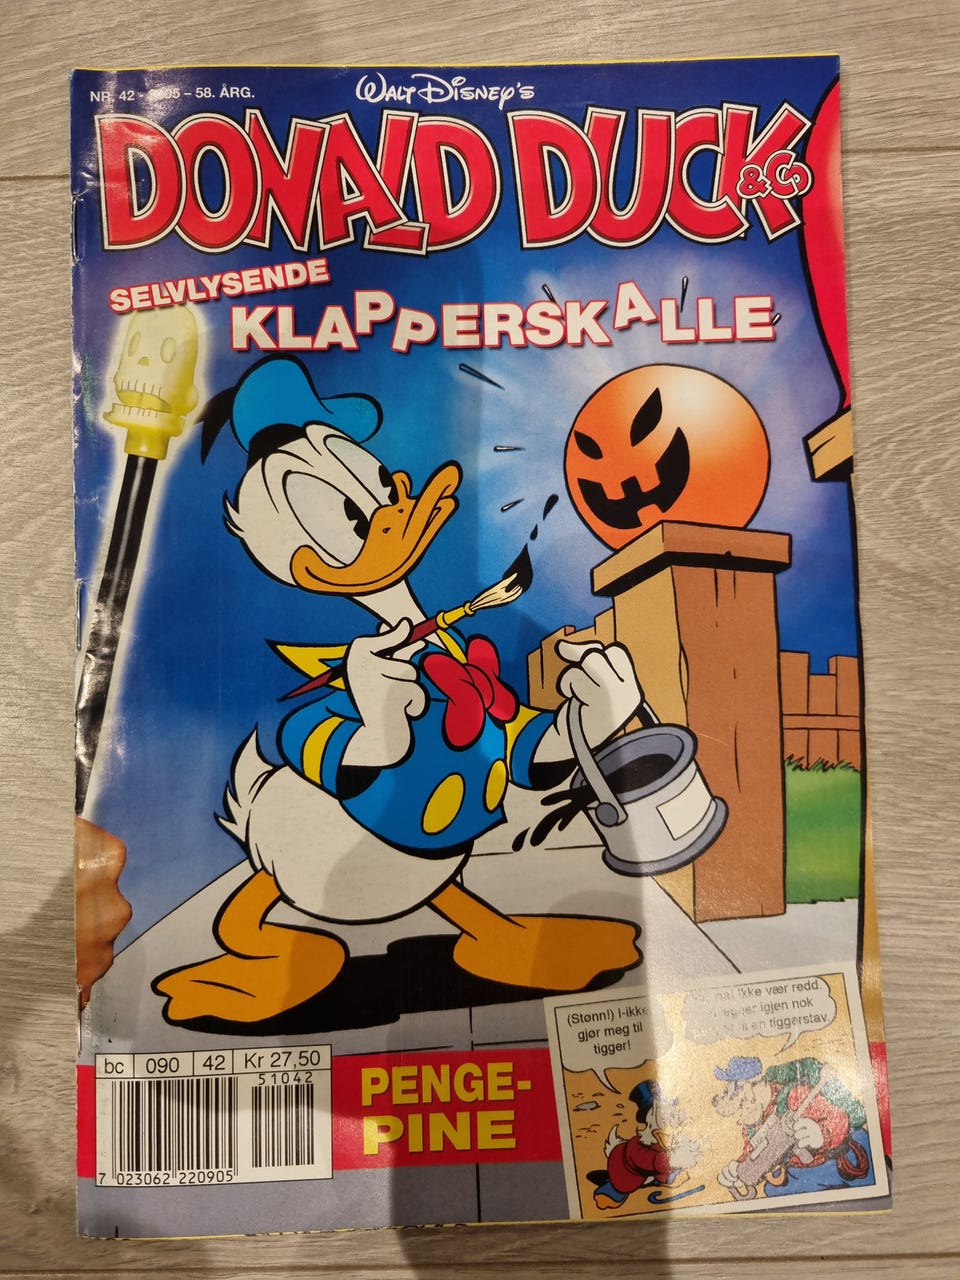 NR. 42 - 2005 – 58. ÅRG.
WALT DISNEY'S
DONALD DUCK
& Co
SELVLYSENDE
KLAPPERSKALLE
bc 090 42 Kr 27,50
51042
7 023062 220905
PENGE-
PINE
(Stønn!) I-ikke
gjør meg til
tigger!
ikke vær redd
igjen nok
en tiggerstav.